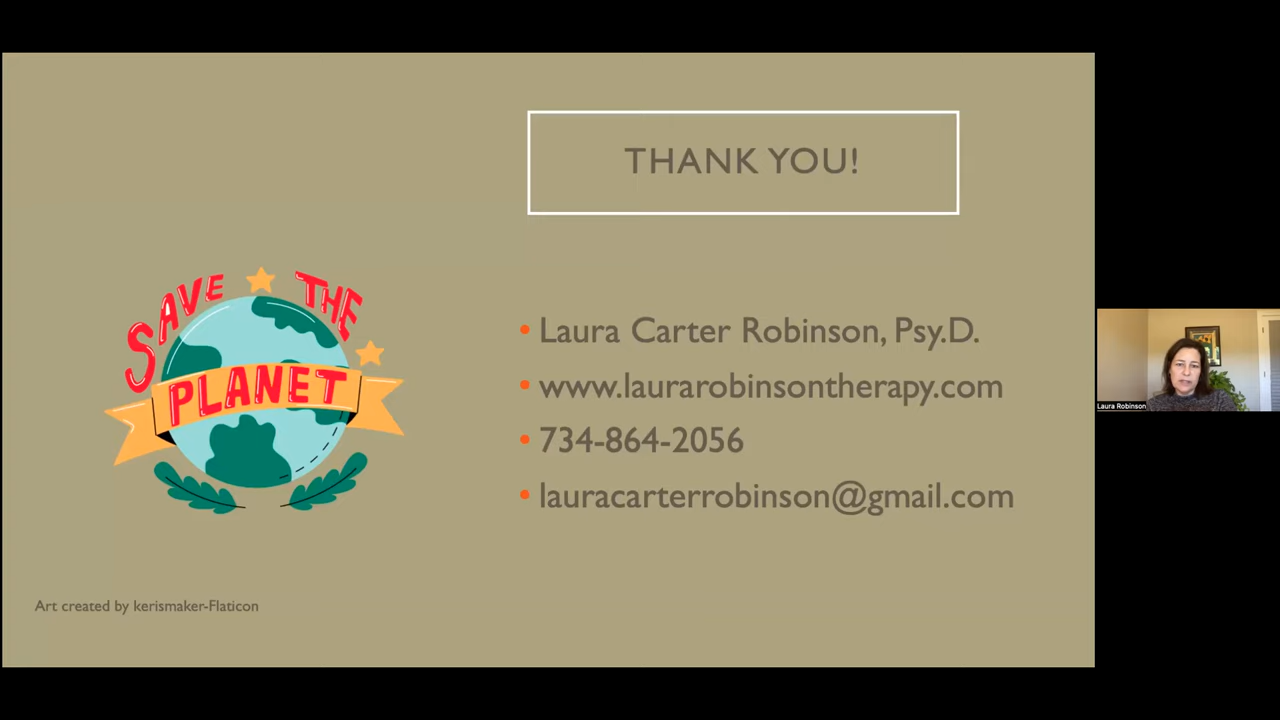 THANK YOU!
SAVE THE
PLANET
• Laura Carter Robinson, Psy.D.
• www.laurarobinsontherapy.com
• 734-864-2056
• lauracarterrobinson@gmail.com
Laura Robinson
Art created by kerismaker-Flaticon